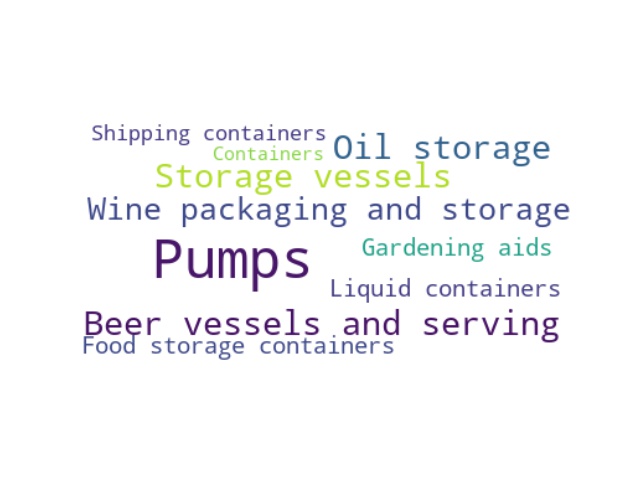 Shipping containers
Oil storage
Containers
Storage vessels
Wine packaging and storage
Pumps
Gardening aids
Liquid containers
Beer vessels and serving
Food storage containers